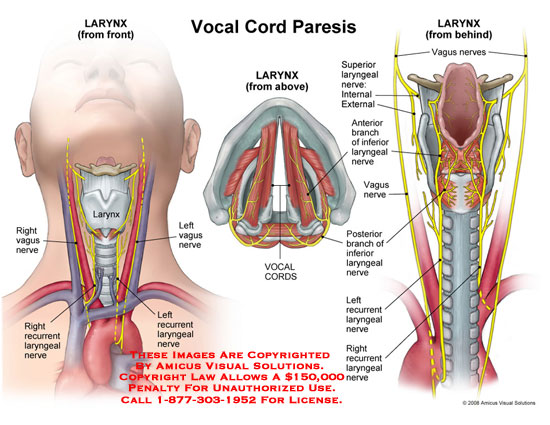 Vocal Cord Paresis
LARYNX
(from front)
Larynx
Right
vagus
nerve
Left
vagus
nerve
Right
recurrent
laryngeal
nerve
Left
recurrent
laryngeal
nerve
LARYNX
(from above)
VOCAL
CORDS
LARYNX
(from behind)
Vagus nerves
Superior
laryngeal
nerve:
Internal
External
Anterior
branch
of inferior
laryngeal
nerve
Vagus
nerve
Posterior
branch of
inferior
laryngeal
nerve
Left
recurrent
laryngeal
nerve
Right
recurrent
laryngeal
nerve
These Images Are Copyrighted
By Amicus Visual Solutions.
Copyright Law Allows A $150,000
Penalty For Unauthorized Use.
Call 1-877-303-1952 For License.
© 2008 Amicus Visual Solutions